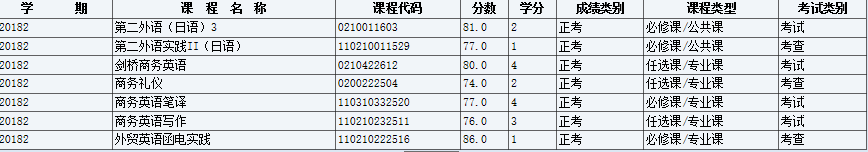 学 期 课 程 名 称 课程代码 分数 学分 成绩类别 课程类型 考试类别
20182 第二外语（日语）3 0210011603 81.0 2 正考 必修课/公共课 考试
20182 第二外语实践II（日语） 110210011529 77.0 1 正考 必修课/公共课 考查
20182 剑桥商务英语 0210422612 80.0 4 正考 任选课/专业课 考试
20182 商务礼仪 0200222504 74.0 2 正考 任选课/专业课 考查
20182 商务英语笔译 110310332520 77.0 4 正考 必修课/专业课 考试
20182 商务英语写作 110210232511 76.0 3 正考 任选课/专业课 考试
20182 外贸英语函电实践 110210222516 86.0 1 正考 必修课/专业课 考查